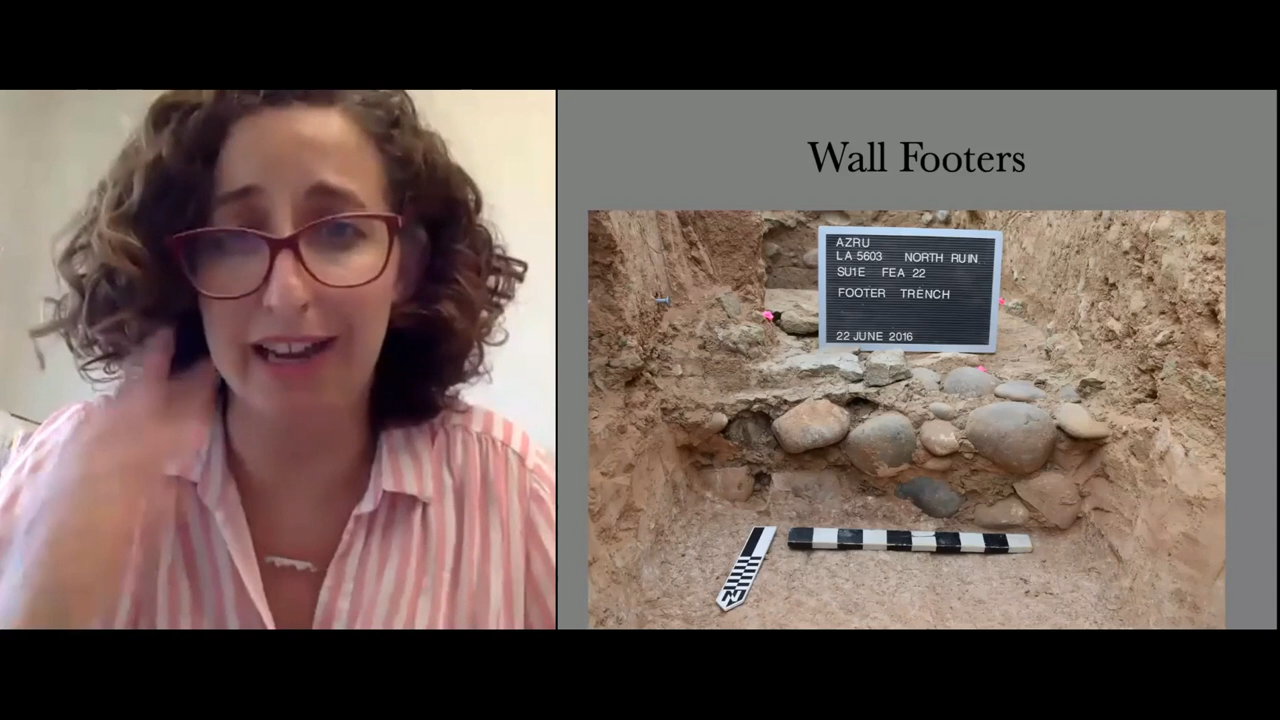 Wall Footers
AZRU
LA 5603 NORTH RUIN
SU1E FEA 22
FOOTER TRENCH
22 JUNE 2016